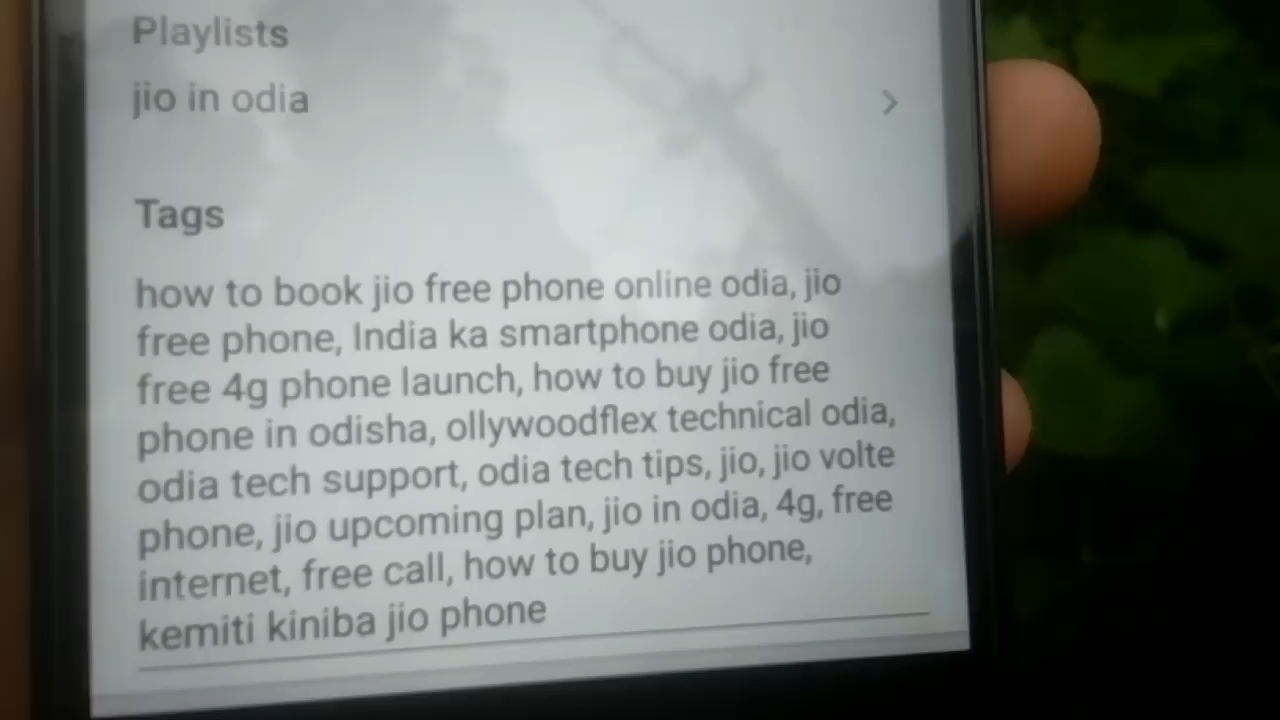 Playlists
jio in odia
Tags
how to book jio free phone online odia, jio
free phone, India ka smartphone odia, jio
free 4g phone launch, how to buy jio free
phone in odisha, ollywoodflex technical odia,
odia tech support, odia tech tips, jio, jio volte
phone, jio upcoming plan, jio in odia, 4g, free
internet, free call, how to buy jio phone,
kemiti kiniba jio phone